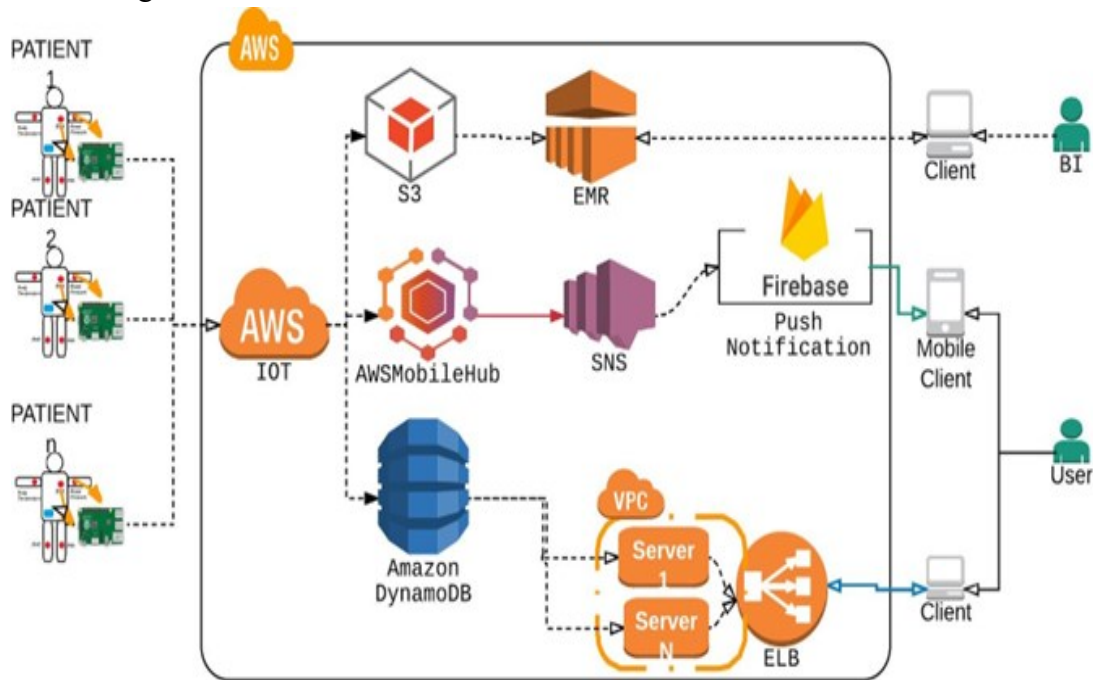 PATIENT
1
PATIENT
2
PATIENT
n
AWS
AWS
IOT
S3
EMR
Client
BI
AWSMobileHub
SNS
Firebase
Push
Notification
Mobile
Client
User
Amazon
DynamoDB
VPC
Server
1
Server
N
ELB
Client